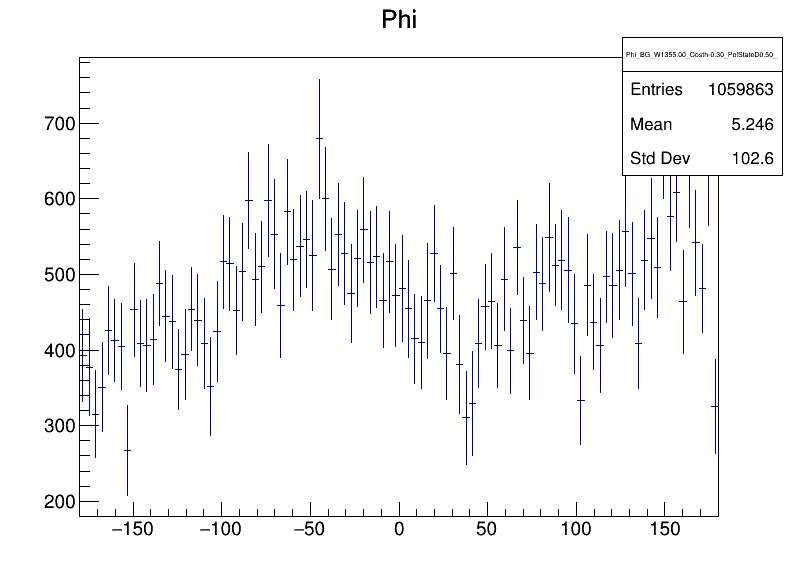 Phi
Phi_BG_W1355.00_Costh-0.30_PolStateD0.50_
Entries 1059863
Mean 5.246
Std Dev 102.6
700
600
500
400
300
200
−150 −100 −50 0 50 100 150